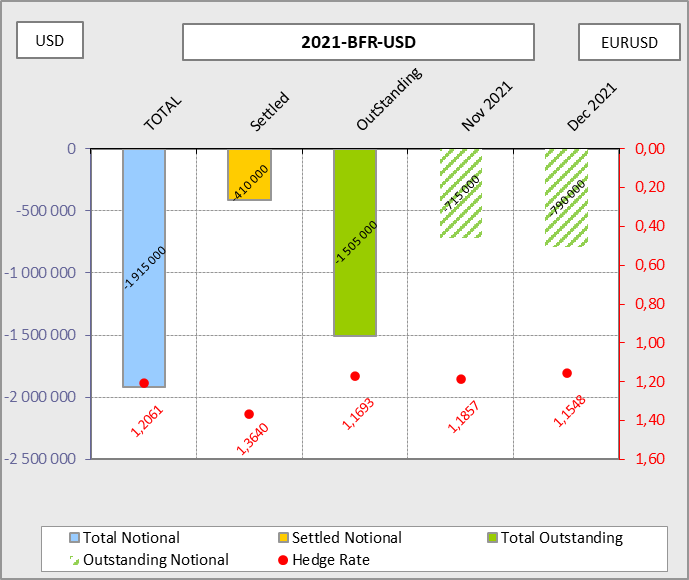 USD
2021-BFR-USD
EURUSD
TOTAL
Settled
OutStanding
Nov 2021
Dec 2021
0
-500 000
-1 000 000
-1 500 000
-2 000 000
-2 500 000
-1 915 000
-410 000
-1 505 000
-715 000
-790 000
1,2061
1,3640
1,1693
1,1857
1,1548
0,00
0,20
0,40
0,60
0,80
1,00
1,20
1,40
1,60
Total Notional
Settled Notional
Total Outstanding
Outstanding Notional
Hedge Rate